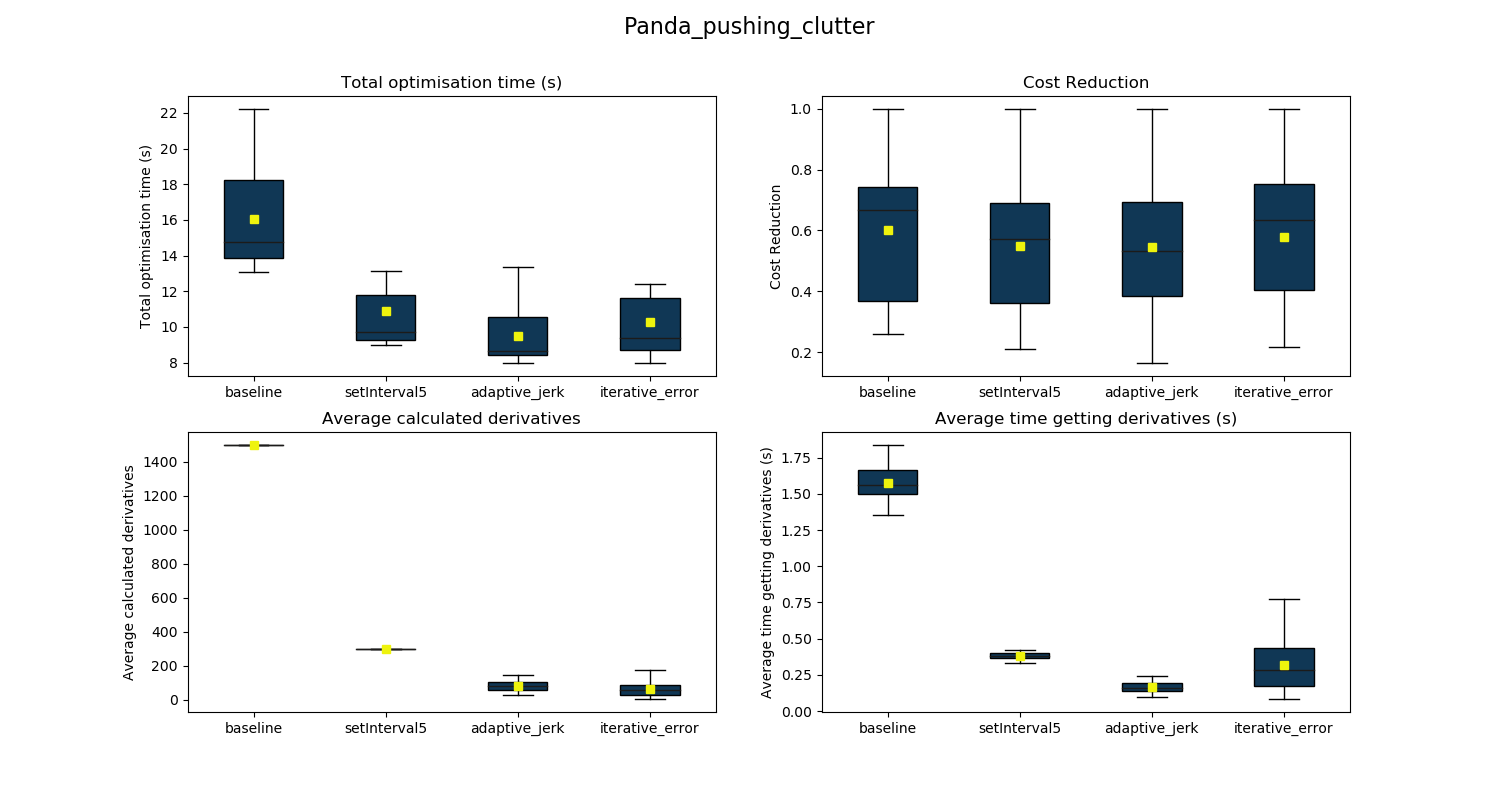 Panda_pushing_clutter
Total optimisation time (s)
Total optimisation time (s)
22
20
18
16
14
12
10
8
baseline
setInterval5
adaptive_jerk
iterative_error
Cost Reduction
Cost Reduction
1.0
0.8
0.6
0.4
0.2
baseline
setInterval5
adaptive_jerk
iterative_error
Average calculated derivatives
Average calculated derivatives
1400
1200
1000
800
600
400
200
0
baseline
setInterval5
adaptive_jerk
iterative_error
Average time getting derivatives (s)
Average time getting derivatives (s)
1.75
1.50
1.25
1.00
0.75
0.50
0.25
0.00
baseline
setInterval5
adaptive_jerk
iterative_error